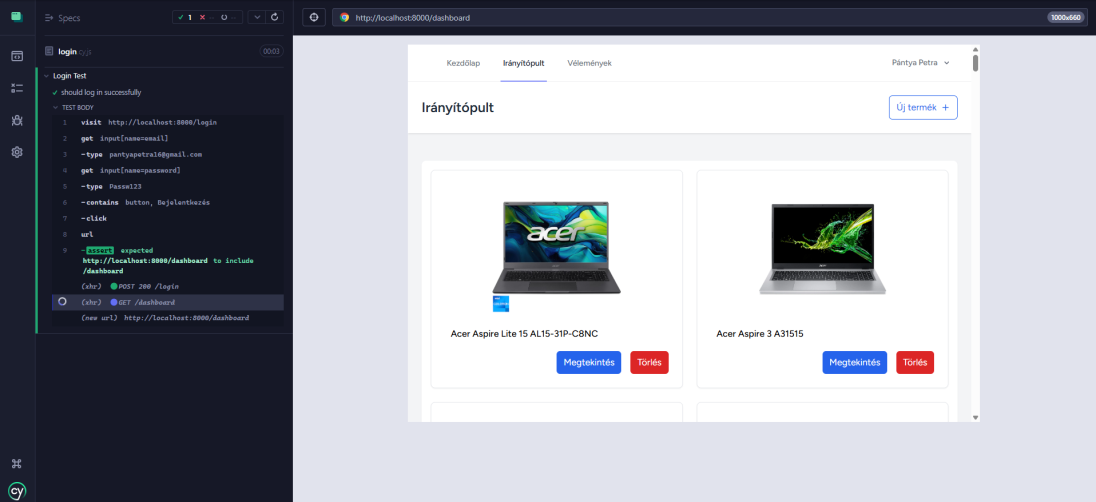 Specs
✓ 1 ✕ -- --
login cy.js
00:03
Login Test
should log in successfully
TEST BODY
1 visit http://localhost:8000/login
2 get input[name=email]
3 -type pantyapetra16@gmail.com
4 get input[name=password]
5 -type Passw123
6 -contains button, Bejelentkezés
7 -click
8 url
9 -assert expected
http://localhost:8000/dashboard to include
/dashboard
(xhr) POST 200 /login
(xhr) GET /dashboard
(new url) http://localhost:8000/dashboard
cy
http://localhost:8000/dashboard
1000x660
Kezdőlap Irányítópult Vélemények Pántya Petra
Irányítópult
Új termék +
acer
Acer Aspire Lite 15 AL15-31P-C8NC
Megtekintés Törlés
Acer Aspire 3 A31515
Megtekintés Törlés